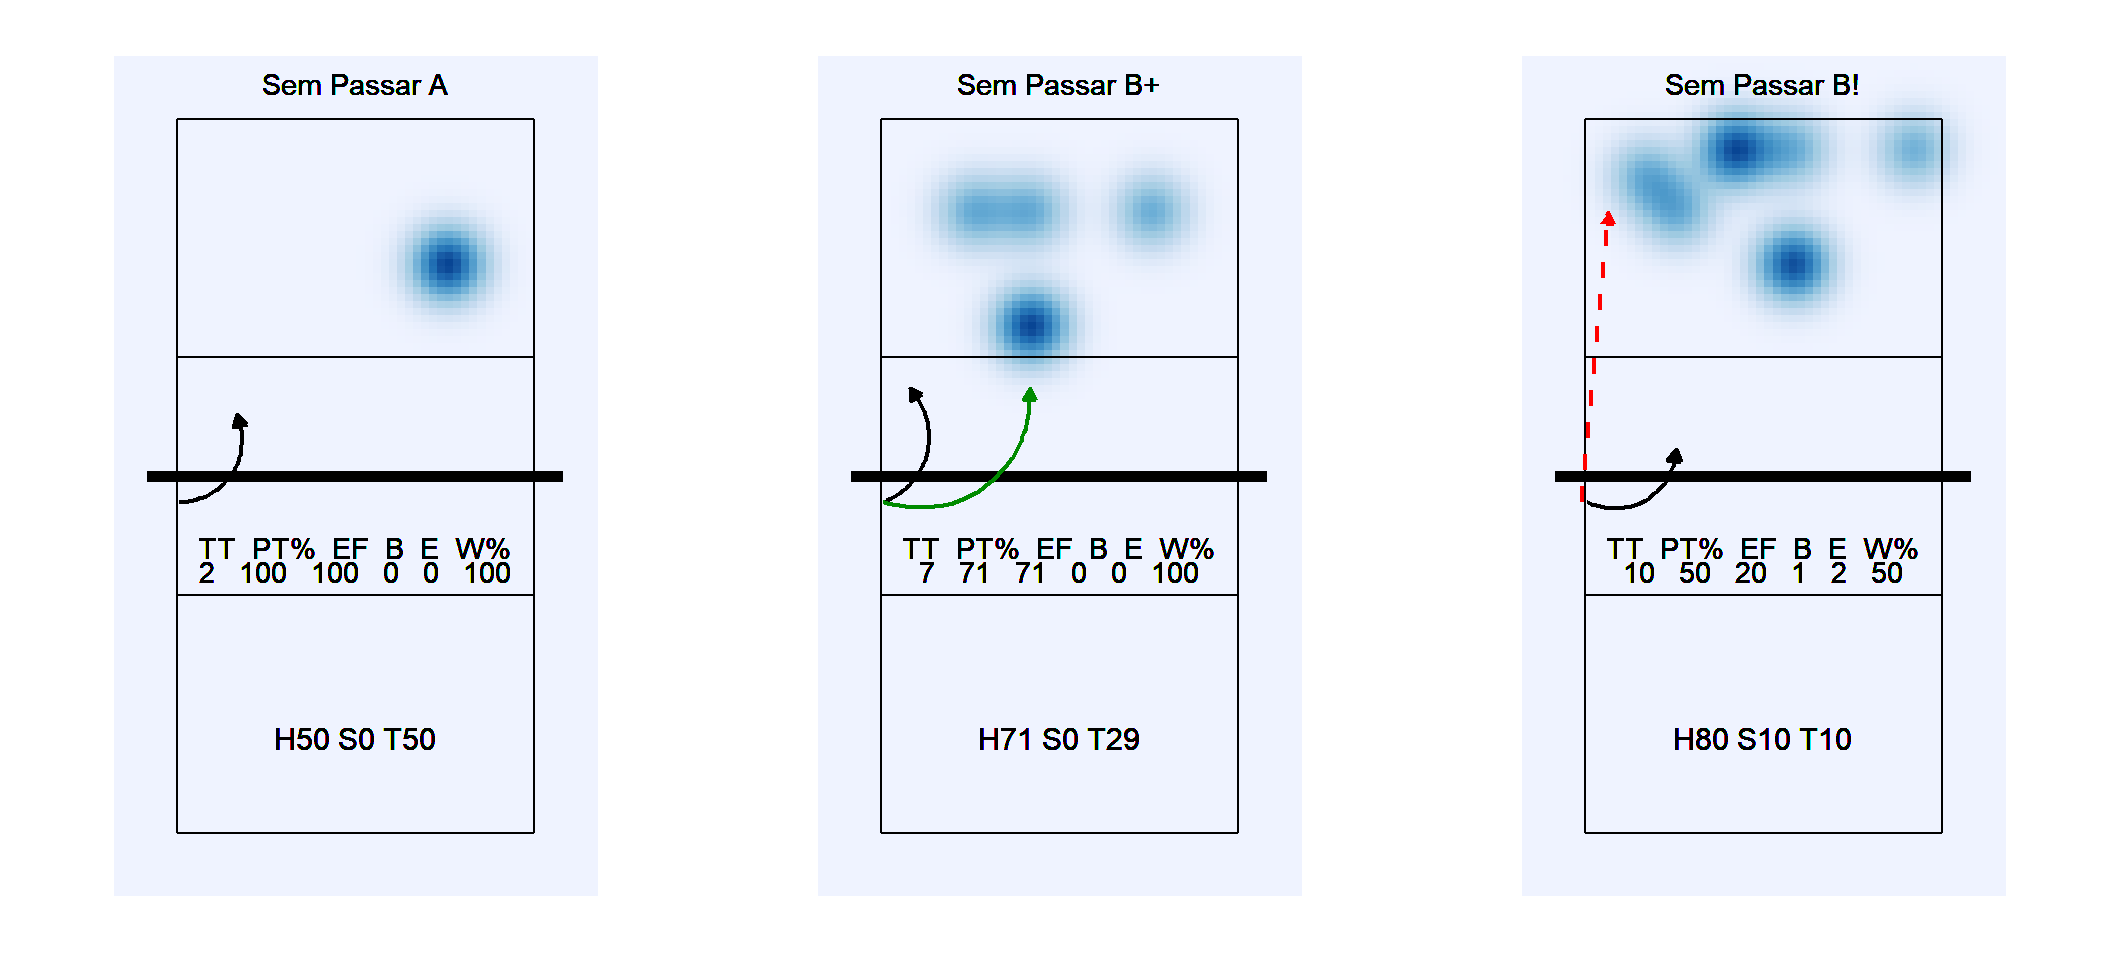 Sem Passar A
TT PT% EF B E W%
2 100 100 0 0 100
H50 S0 T50
Sem Passar B+
TT PT% EF B E W%
7 71 71 0 0 100
H71 S0 T29
Sem Passar B!
TT PT% EF B E W%
10 50 20 1 2 50
H80 S10 T10